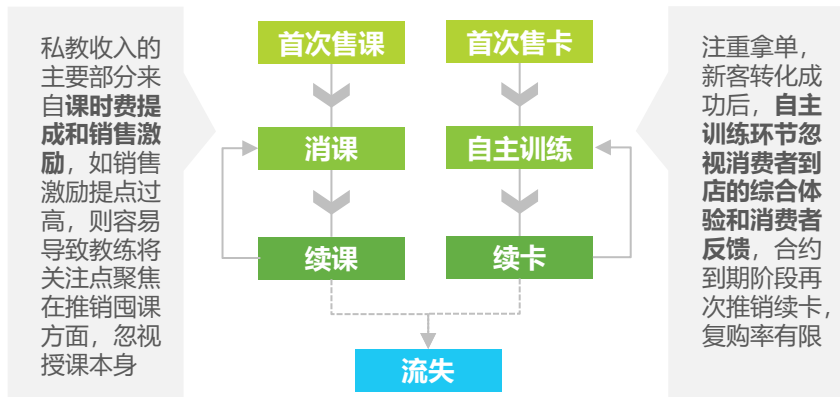 私教收入的
主要部分来
自课时费提
成和销售激
励，如销售
激励提点过
高，则容易
导致教练将
关注点聚焦
在推销囤课
方面，忽视
授课本身
首次售课
消课
续课
首次售卡
自主训练
续卡
流失
注重拿单，
新客转化成
功后，自主
训练环节忽
视消费者到
店的综合体
验和消费者
反馈，合约
到期阶段再
次推销续卡，
复购率有限